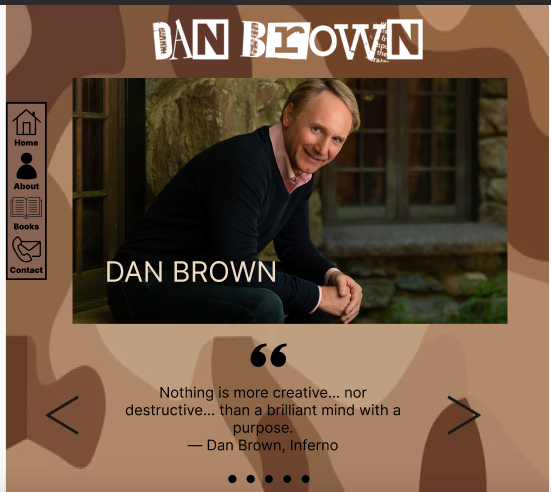 DAN BROWN
Home
About
Books
Contact
DAN BROWN
“
Nothing is more creative... nor
destructive... than a brilliant mind with a
purpose.
— Dan Brown, Inferno